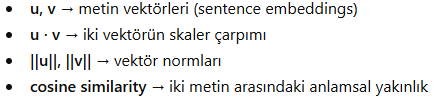 • u, v → metin vektörleri (sentence embeddings)
• u · v → iki vektörün skaler çarpımı
• ||u||, ||v|| → vektör normları
• cosine similarity → iki metin arasındaki anlamsal yakınlık